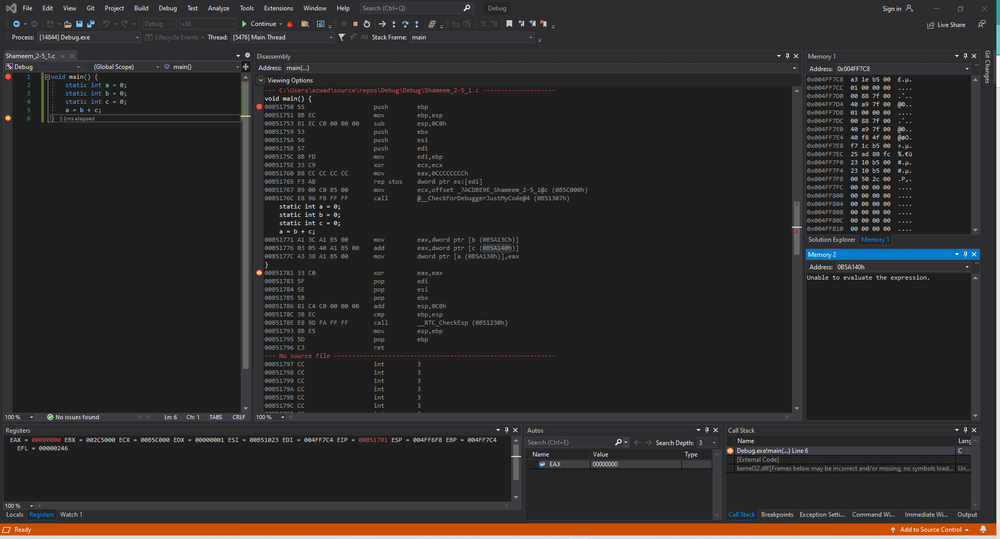 File Edit View Git Project Build Debug Test Analyze Tools Extensions Window Help Search (Ctrl+Q) Debug Sign in
Debug x86 Continue Live Share
Process: [14844] Debug.exe Lifecycle Events Thread: [5476] Main Thread Stack Frame: main
Shameem_2-5_1.c
Debug (Global Scope) main()
1 void main() {
2 static int a = 0;
3 static int b = 0;
4 static int c = 0;
5 a = b + c;
6 } ≤1ms elapsed
100 % No issues found Ln: 6 Ch: 1 TABS CRLF
Disassembly
Address: main(...)
Viewing Options
--- C:\Users\azwad\source\repos\Debug\Debug\Shameem_2-5_1.c --------------------
void main() {
00B51750 55 push ebp
00B51751 8B EC mov ebp,esp
00B51753 81 EC C0 00 00 00 sub esp,0C0h
00B51759 53 push ebx
00B5175A 56 push esi
00B5175B 57 push edi
00B5175C 8B FD mov edi,ebp
00B5175E 33 C9 xor ecx,ecx
00B51760 B8 CC CC CC CC mov eax,0CCCCCCCCh
00B51765 F3 AB rep stos dword ptr es:[edi]
00B51767 B9 00 C0 B5 00 mov ecx,offset _7ACDBE9E_Shameem_2-5_1@c (0B5C000h)
00B5176C E8 96 FB FF FF call @__CheckForDebuggerJustMyCode@4 (0B51307h)
static int a = 0;
static int b = 0;
static int c = 0;
a = b + c;
00B51771 A1 3C A1 B5 00 mov eax,dword ptr [b (0B5A13Ch)]
00B51776 03 05 40 A1 B5 00 add eax,dword ptr [c (0B5A140h)]
00B5177C A3 38 A1 B5 00 mov dword ptr [a (0B5A138h)],eax
}
00B51781 33 C0 xor eax,eax
00B51783 5F pop edi
00B51784 5E pop esi
00B51785 5B pop ebx
00B51786 81 C4 C0 00 00 00 add esp,0C0h
00B5178C 3B EC cmp ebp,esp
00B5178E E8 9D FA FF FF call __RTC_CheckEsp (0B51230h)
00B51793 8B E5 mov esp,ebp
00B51795 5D pop ebp
00B51796 C3 ret
--- No source file -------------------------------------------------------------
00B51797 CC int 3
00B51798 CC int 3
00B51799 CC int 3
00B5179A CC int 3
00B5179B CC int 3
00B5179C CC int 3
100 %
Memory 1
Address: 0x004FF7C8
0x004FF7C8 a3 1e b5 00 £.µ.
0x004FF7CC 01 00 00 00 ....
0x004FF7D0 00 88 7f 00 .ˆ..
0x004FF7D4 40 a9 7f 00 @©..
0x004FF7D8 01 00 00 00 ....
0x004FF7DC 00 88 7f 00 .ˆ..
0x004FF7E0 40 a9 7f 00 @©..
0x004FF7E4 40 f8 4f 00 @øO.
0x004FF7E8 f7 1c b5 00 ÷.µ.
0x004FF7EC 25 ad 80 fc %.€ü
0x004FF7F0 23 10 b5 00 #.µ.
0x004FF7F4 23 10 b5 00 #.µ.
0x004FF7F8 00 50 2c 00 .P,.
0x004FF7FC 00 00 00 00 ....
0x004FF800 00 00 00 00 ....
0x004FF804 00 00 00 00 ....
0x004FF808 00 00 00 00 ....
0x004FF80C 00 00 00 00 ....
0x004FF810 00 00 00 00 ....
Solution Explorer Memory 1
Memory 2
Address: 0B5A140h
Unable to evaluate the expression.
Git Changes
Registers
EAX = 00000000 EBX = 002C5000 ECX = 00B5C000 EDX = 00000001 ESI = 00B51023 EDI = 004FF7C4 EIP = 00B51781 ESP = 004FF6F8 EBP = 004FF7C4
EFL = 00000246
100 %
Locals Registers Watch 1
Autos
Search (Ctrl+E) Search Depth: 3
Name Value Type
EAX 00000000
Call Stack
Name Lang
Debug.exe!main(...) Line 6 C
[External Code]
kernel32.dll![Frames below may be incorrect and/or missing, no symbols load... Un...
Call Stack Breakpoints Exception Setti... Command Wi... Immediate Wi... Output
Ready Add to Source Control